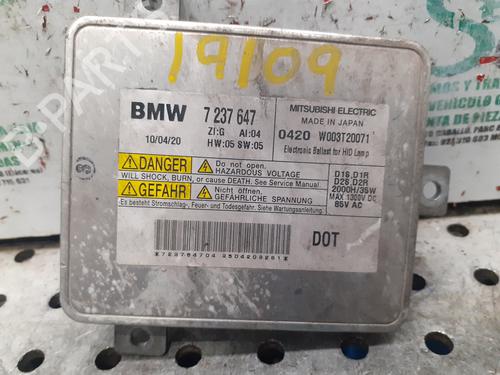 19109
BMW 7 237 647
ZI:G AI:04
10/04/20 HW:05 SW:05
MITSUBISHI ELECTRIC
MADE IN JAPAN
0420 W003T20071
Electronic Ballast for HID Lamp
DANGER Do not open.
HAZARDOUS VOLTAGE
WILL SHOCK, BURN, or cause DEATH. See Service Manual.
GEFAHR Nicht öffnen.
GEFÄHRLICHE SPANNUNG
Es besteht Stromschlag-, Feuer- und Todesgefahr. Siehe Wartungsanleitung.
D1S,D1R
D2S,D2R
2000H/35W
MAX 1300V DC
85V AC
DOT